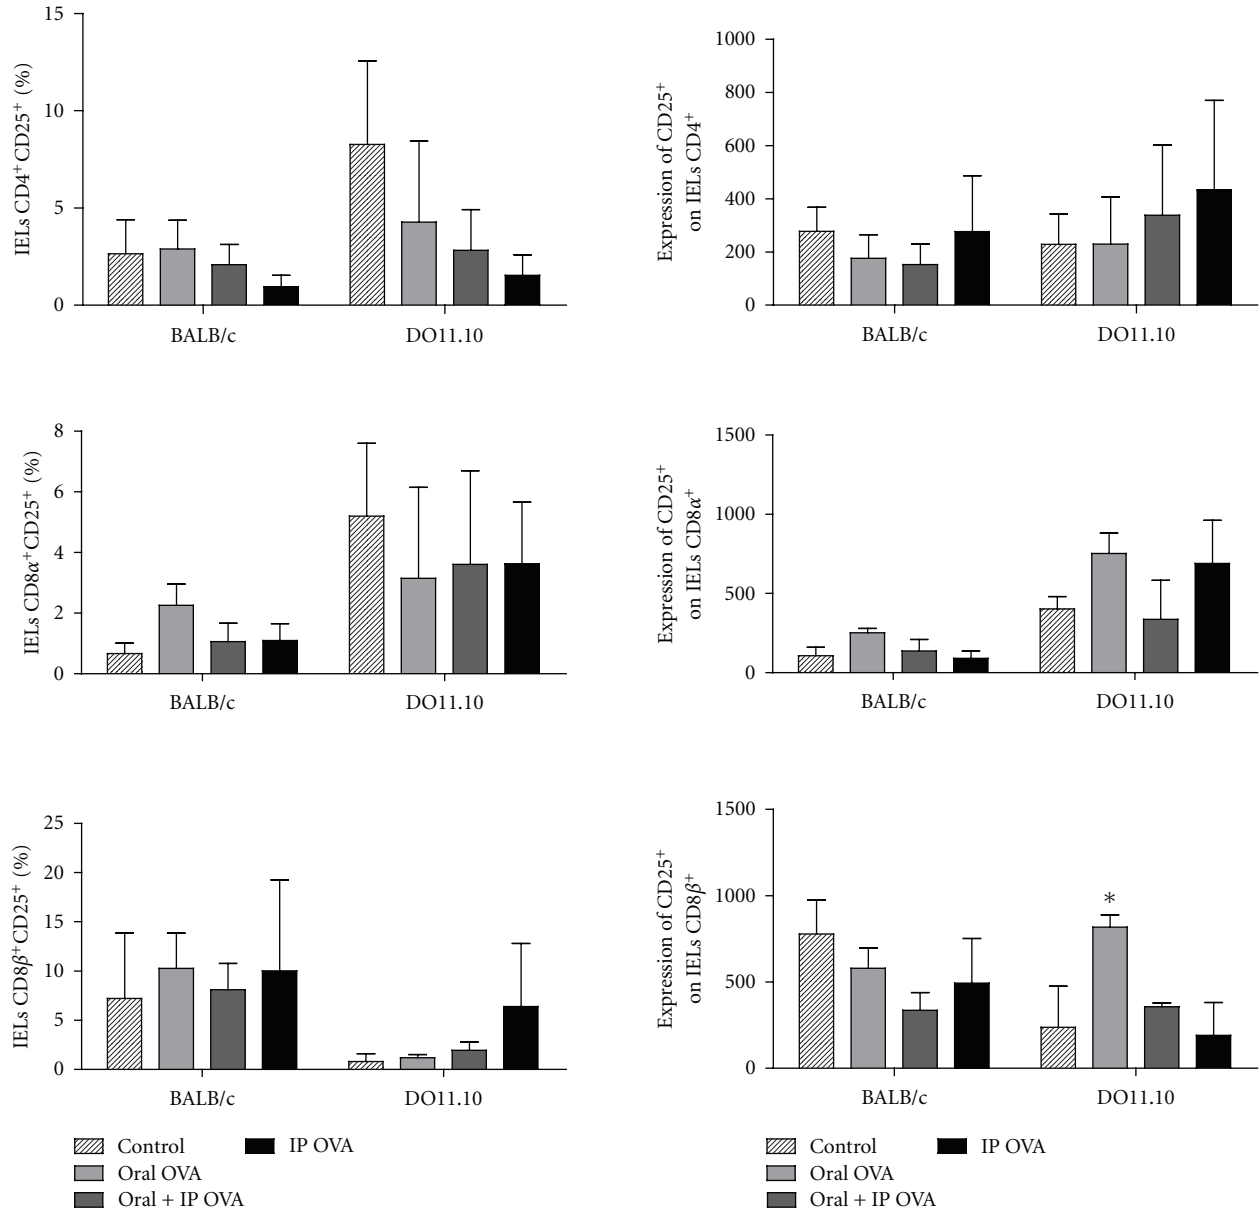 IELs CD4⁺CD25⁺ (%)
15
10
5
0
BALB/c
DO11.10
Expression of CD25⁺
on IELs CD4⁺
1000
800
600
400
200
0
BALB/c
DO11.10
IELs CD8α⁺CD25⁺ (%)
8
6
4
2
0
BALB/c
DO11.10
Expression of CD25⁺
on IELs CD8α⁺
1500
1000
500
0
BALB/c
DO11.10
IELs CD8β⁺CD25⁺ (%)
25
20
15
10
5
0
BALB/c
DO11.10
Expression of CD25⁺
on IELs CD8β⁺
1500
1000
500
0
*
BALB/c
DO11.10
Control
IP OVA
Oral OVA
Oral + IP OVA
Control
IP OVA
Oral OVA
Oral + IP OVA